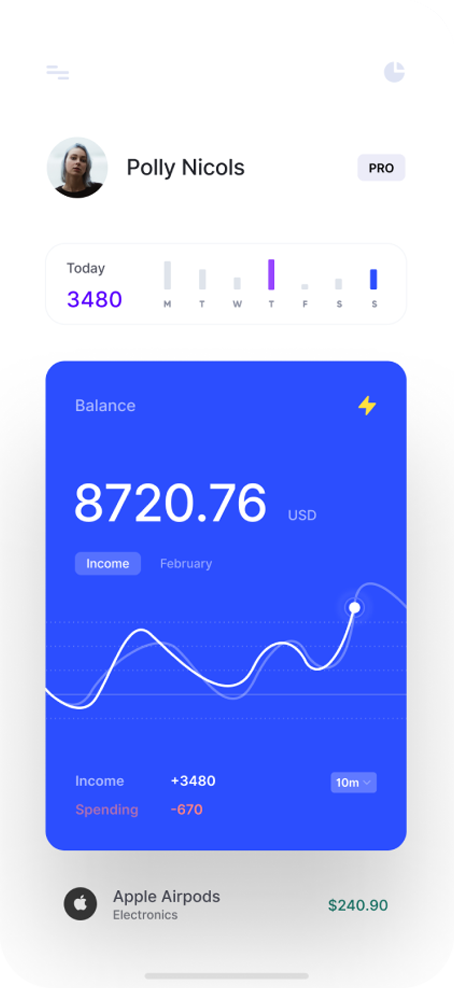 Polly Nicols
PRO
Today
3480
M T W T F S S
Balance
8720.76 USD
Income February
Income +3480
10m
Spending -670
Apple Airpods
Electronics
$240.90